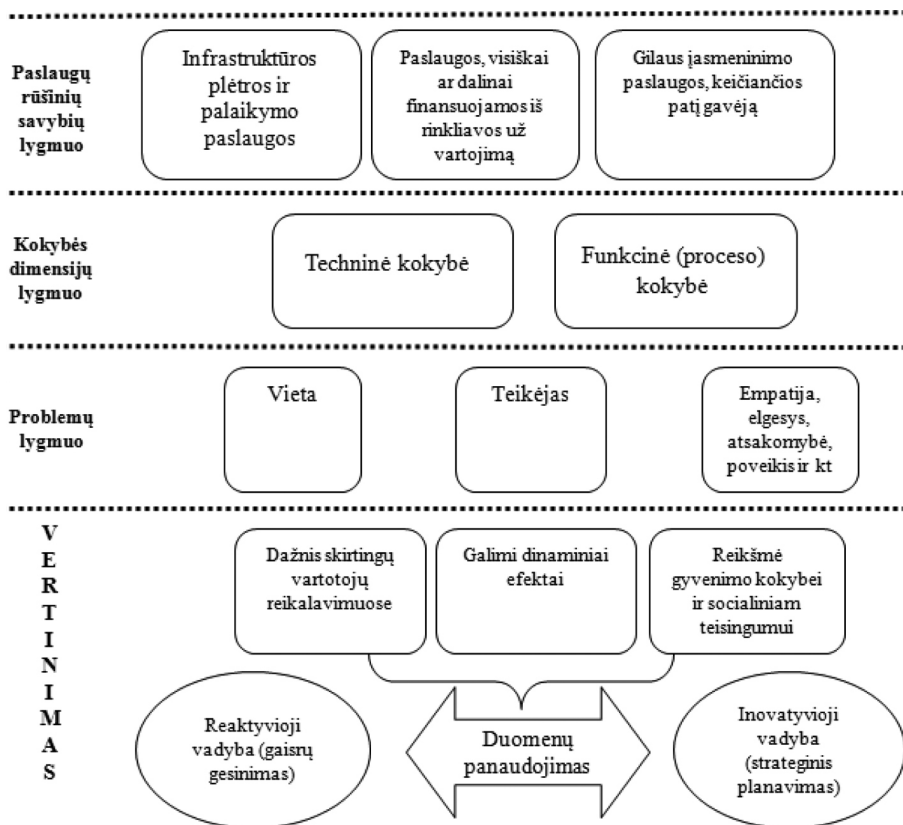 Paslaugų
rūšinių
savybių
lygmuo
Infrastruktūros
plėtros ir
palaikymo
paslaugos
Paslaugos, visiškai
ar dalinai
finansuojamos iš
rinkliavos už
vartojimą
Gilaus įasmeninimo
paslaugos, keičiančios
patį gavėją
Kokybės
dimensijų
lygmuo
Techninė kokybė
Funkcinė (proceso)
kokybė
Problemų
lygmuo
Vieta
Teikėjas
Empatija,
elgesys,
atsakomybė,
poveikis ir kt
V
E
R
T
I
N
I
M
A
S
Dažnis skirtingų
vartotojų
reikalavimuose
Galimi dinaminiai
efektai
Reikšmė
gyvenimo kokybei
ir socialiniam
teisingumui
Reaktyvioji
vadyba (gaisrų
gesinimas)
Duomenų
panaudojimas
Inovatyvioji
vadyba
(strateginis
planavimas)